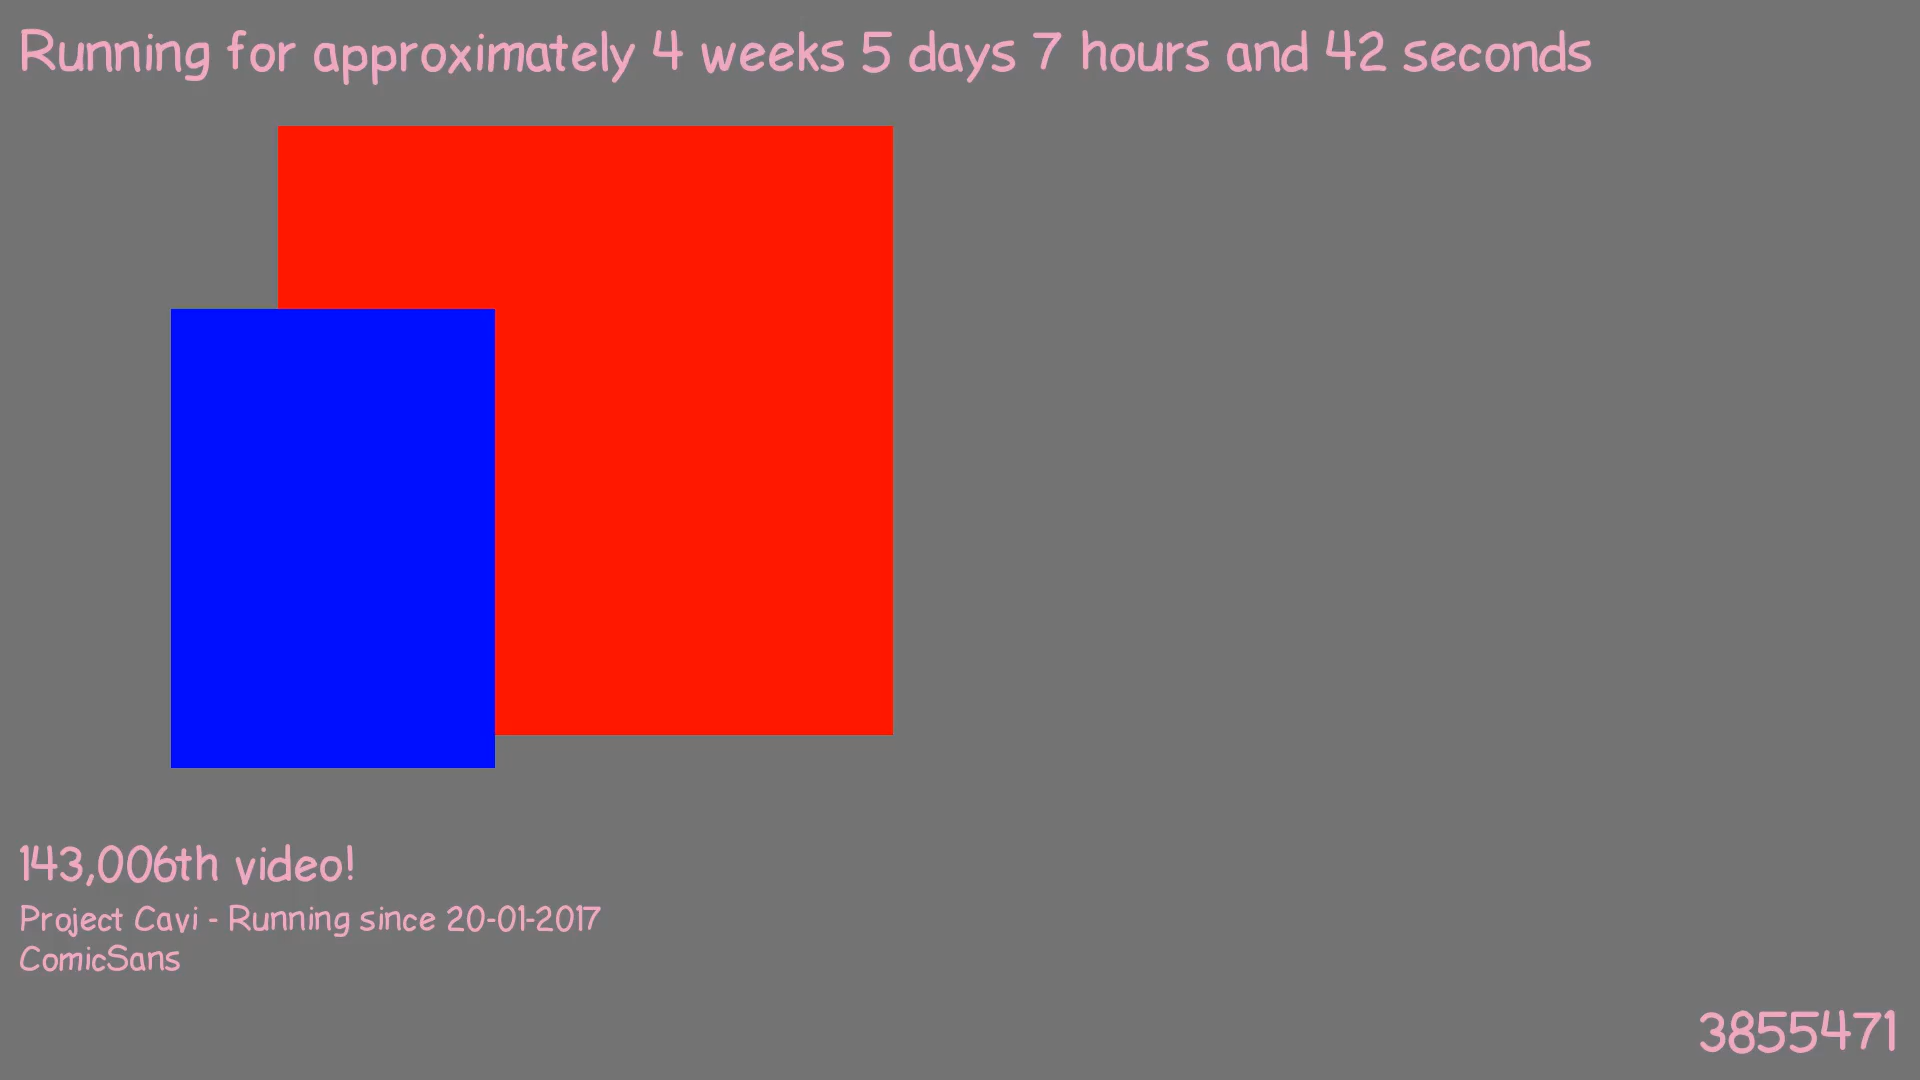 Running for approximately 4 weeks 5 days 7 hours and 42 seconds
143,006th video!
Project Cavi - Running since 20-01-2017
ComicSans
3855471